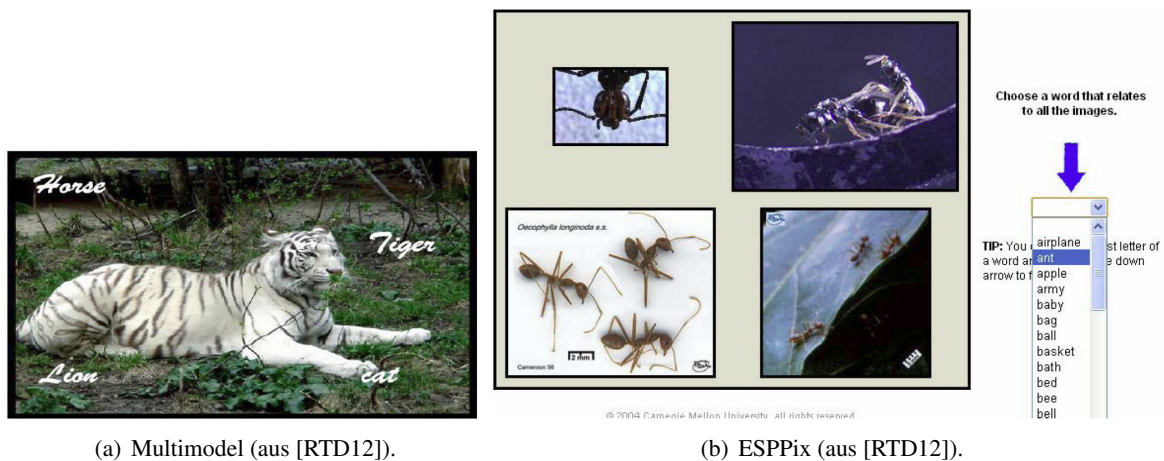 Horse
Tiger
Lion
cat
(a) Multimodel (aus [RTD12]).
Oecophylla longinoda s.s.
2 mm
Cameroon 56
Choose a word that relates
to all the images.
TIP: You st letter of
a word down
arrow to
airplane
ant
apple
army
baby
bag
ball
basket
bath
bed
bee
bell
© 2004 Carnegie Mellon University, all rights reserved
(b) ESPPix (aus [RTD12]).